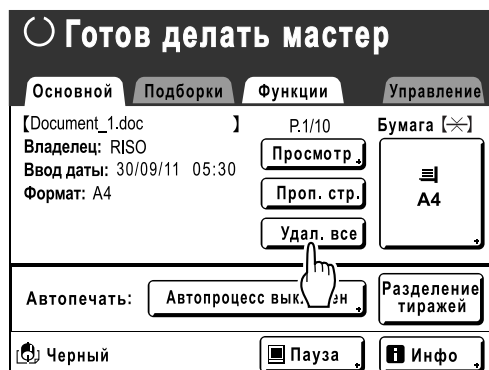 Готов делать мастер
Основной Подборки Функции Управление
【Document_1.doc 】 P.1/10 Бумага【 】
Владелец: RISO Просмотр
Ввод даты: 30/09/11 05:30
Формат: A4 Проп. стр. A4
Удал. все
Автопечать: Автопроцесс Разделение
тиражей
Черный Пауза Инфо